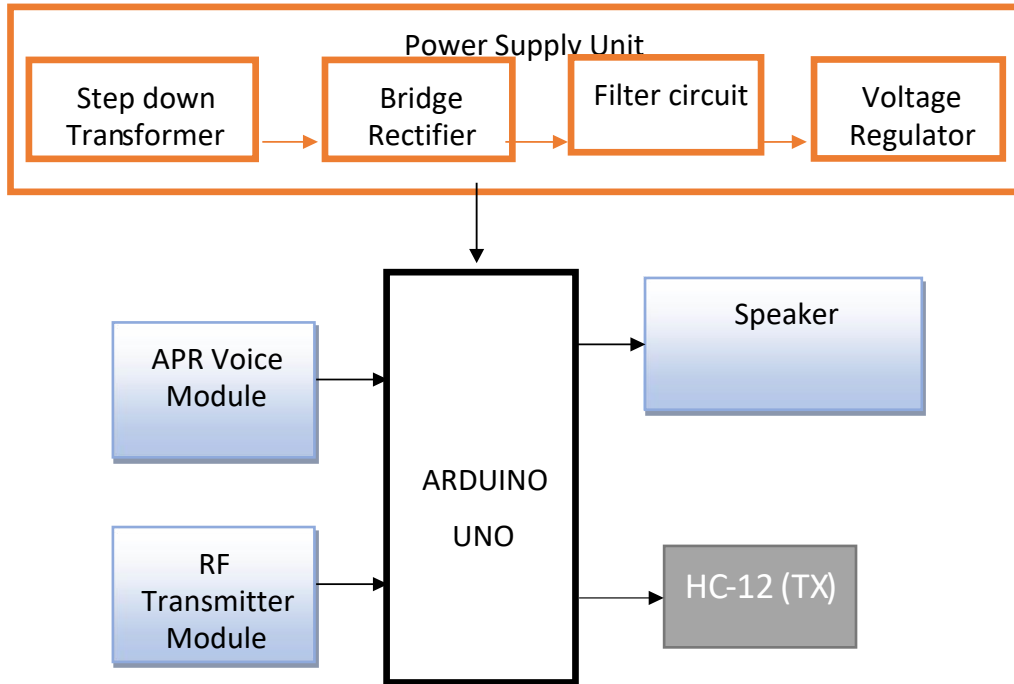 Power Supply Unit
Step down
Transformer
Bridge
Rectifier
Filter circuit
Voltage
Regulator
APR Voice
Module
Speaker
ARDUINO
UNO
RF
Transmitter
Module
HC-12 (TX)